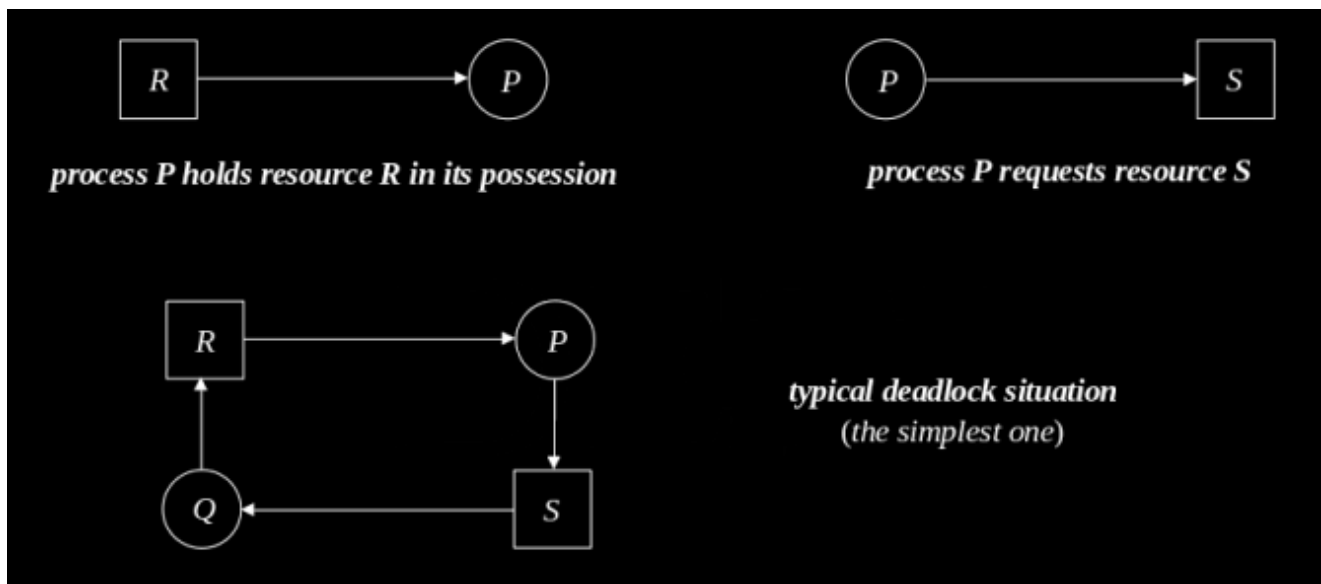 R
P
P
S
process P holds resource R in its possession
process P requests resource S
R
P
typical deadlock situation
(the simplest one)
Q
S